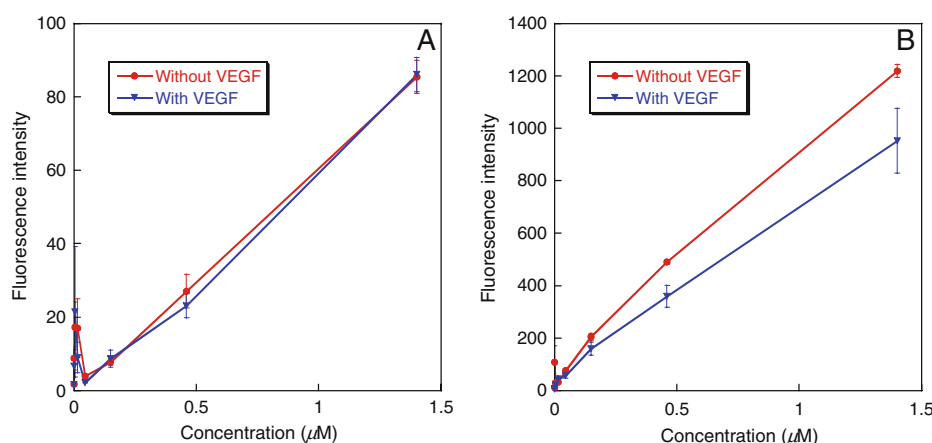 A
100
80
60
40
20
0
Fluorescence intensity
Without VEGF
With VEGF
0
0.5
1
1.5
Concentration (μM)
B
1400
1200
1000
800
600
400
200
0
Fluorescence intensity
Without VEGF
With VEGF
0
0.5
1
1.5
Concentration (μM)